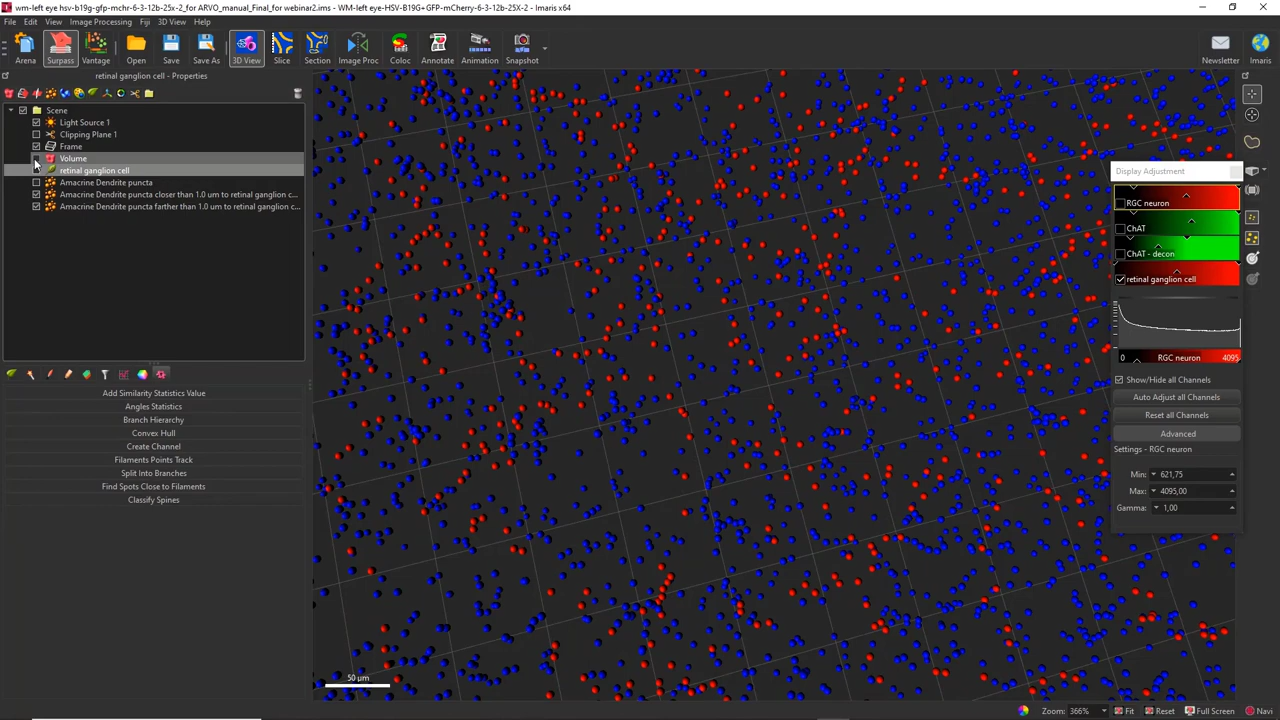 wm-left eye hsv-b19g-gfp-mchr-6-3-12b-25x-2_for ARVO_manual_Final_for webinar2.ims - WM-left eye-HSV-B19G+GFP-mCherry-6-3-12b-25X-2 - Imaris x64
File Edit View Image Processing Fiji 3D View Help
Arena Surpass Vantage Open Save Save As 3D View Slice Section Image Proc Coloc Annotate Animation Snapshot Newsletter Imaris
retinal ganglion cell - Properties
Scene
Light Source 1
Clipping Plane 1
Frame
Volume
retinal ganglion cell
Amacrine Dendrite puncta
Amacrine Dendrite puncta closer than 1.0 um to retinal ganglion c...
Amacrine Dendrite puncta farther than 1.0 um to retinal ganglion c...
Add Similarity Statistics Value
Angles Statistics
Branch Hierarchy
Convex Hull
Create Channel
Filaments Points Track
Split Into Branches
Find Spots Close to Filaments
Classify Spines
Display Adjustment
RGC neuron
ChAT
ChAT - decon
retinal ganglion cell
0 RGC neuron 4095
Show/Hide all Channels
Auto Adjust all Channels
Reset all Channels
Advanced
Settings - RGC neuron
Min: 621,75
Max: 4095,00
Gamma: 1,00
50 µm
Zoom: 366% Fit Reset Full Screen Navi